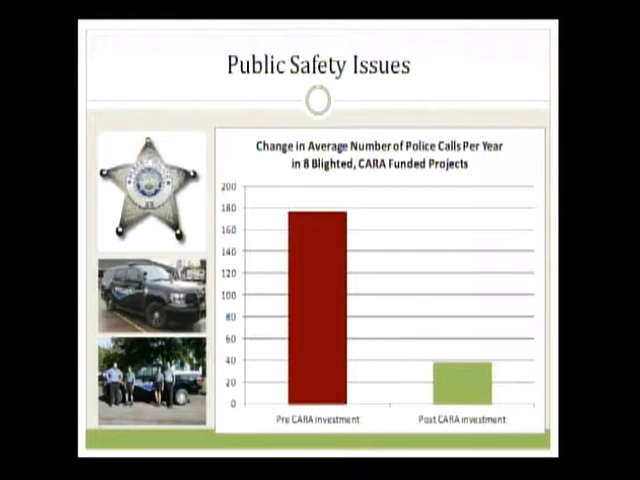 Public Safety Issues
Change in Average Number of Police Calls Per Year
in 8 Blighted, CARA Funded Projects
200
180
160
140
120
100
80
60
40
20
0
Pre CARA investment
Post CARA investment